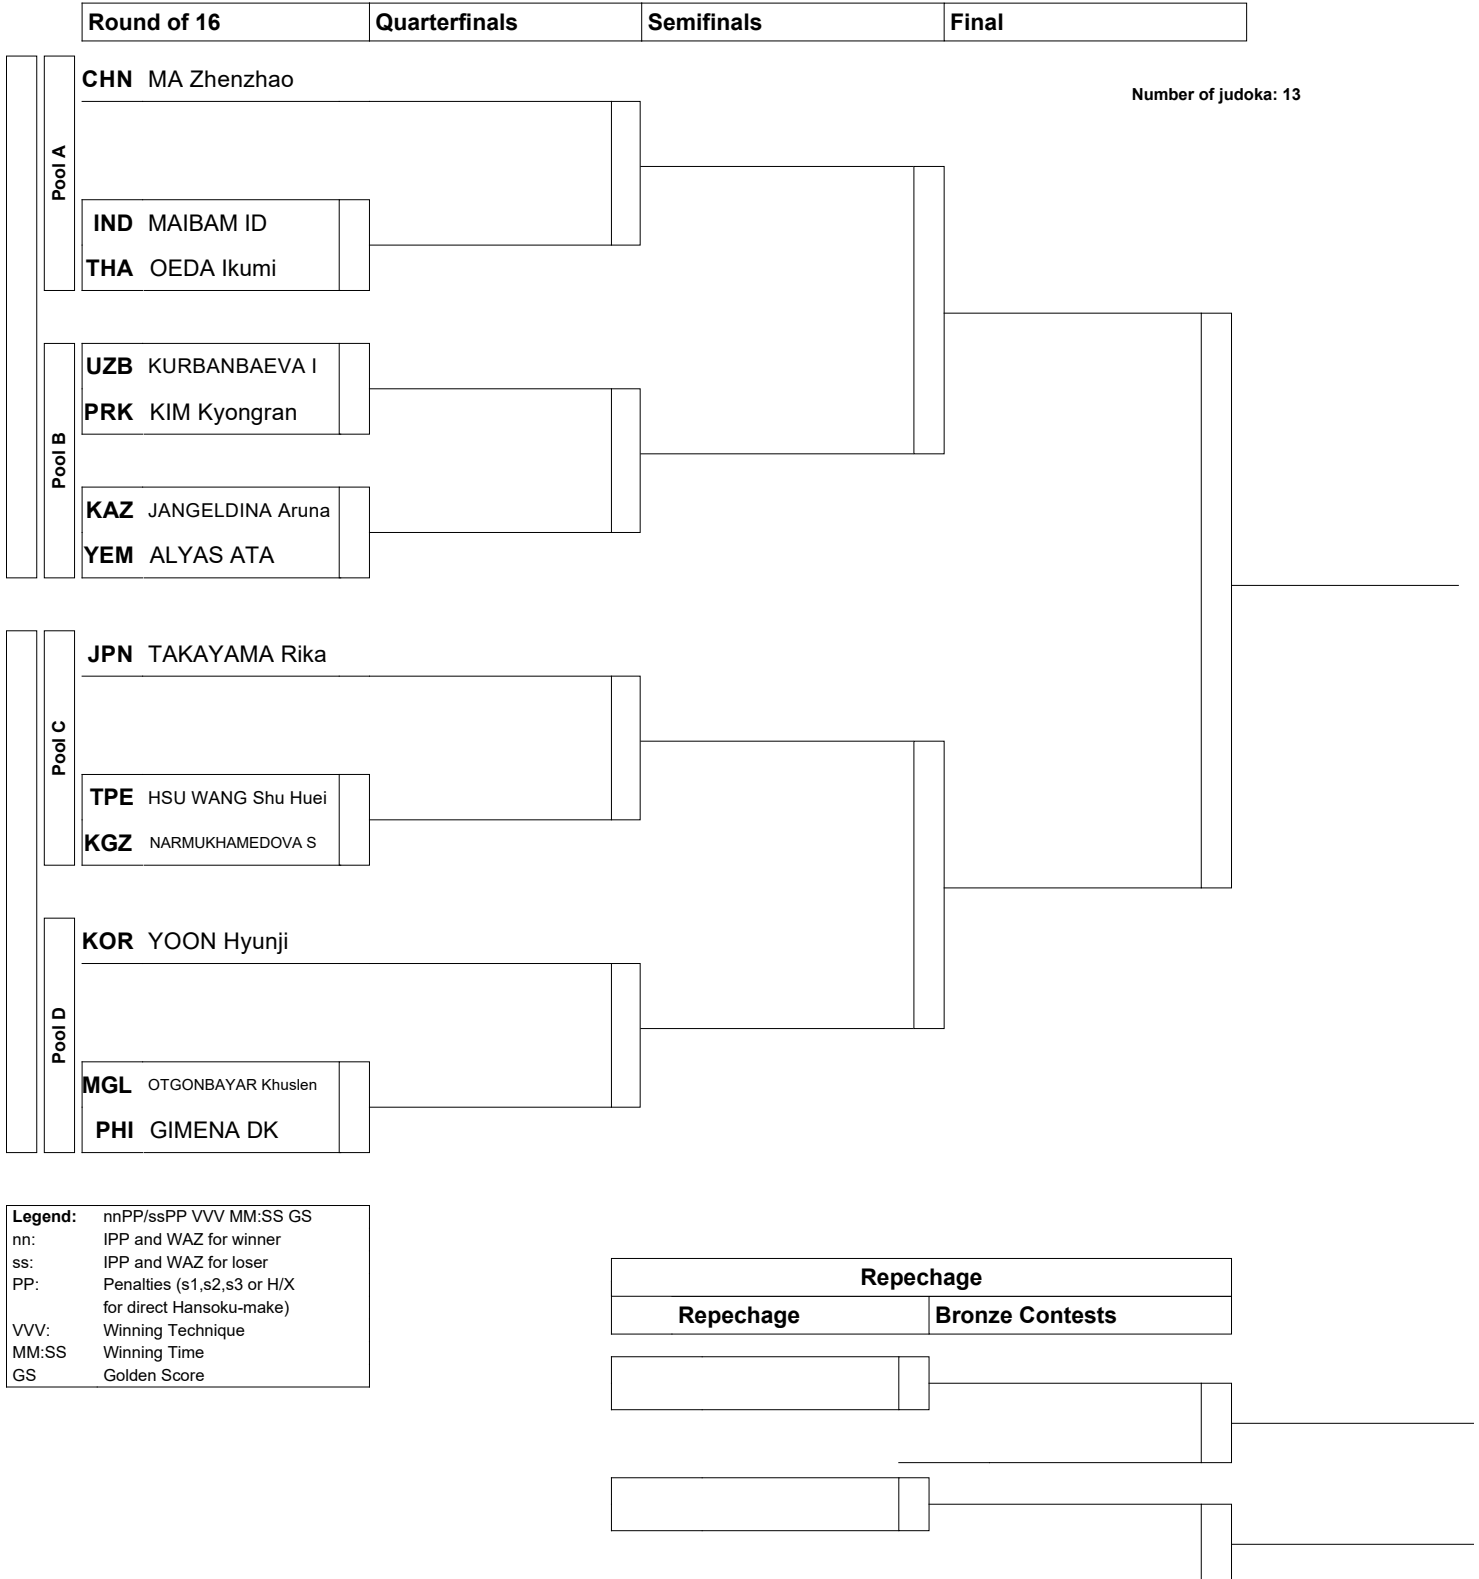 Round of 16 Quarterfinals Semifinals Final
Number of judoka: 13
Pool A
CHN MA Zhenzhao
IND MAIBAM ID
THA OEDA Ikumi
Pool B
UZB KURBANBAEVA I
PRK KIM Kyongran
KAZ JANGELDINA Aruna
YEM ALYAS ATA
Pool C
JPN TAKAYAMA Rika
TPE HSU WANG Shu Huei
KGZ NARMUKHAMEDOVA S
Pool D
KOR YOON Hyunji
MGL OTGONBAYAR Khuslen
PHI GIMENA DK
Legend: nnPP/ssPP VVV MM:SS GS
nn: IPP and WAZ for winner
ss: IPP and WAZ for loser
PP: Penalties (s1,s2,s3 or H/X
for direct Hansoku-make)
VVV: Winning Technique
MM:SS Winning Time
GS Golden Score
Repechage
Repechage Bronze Contests